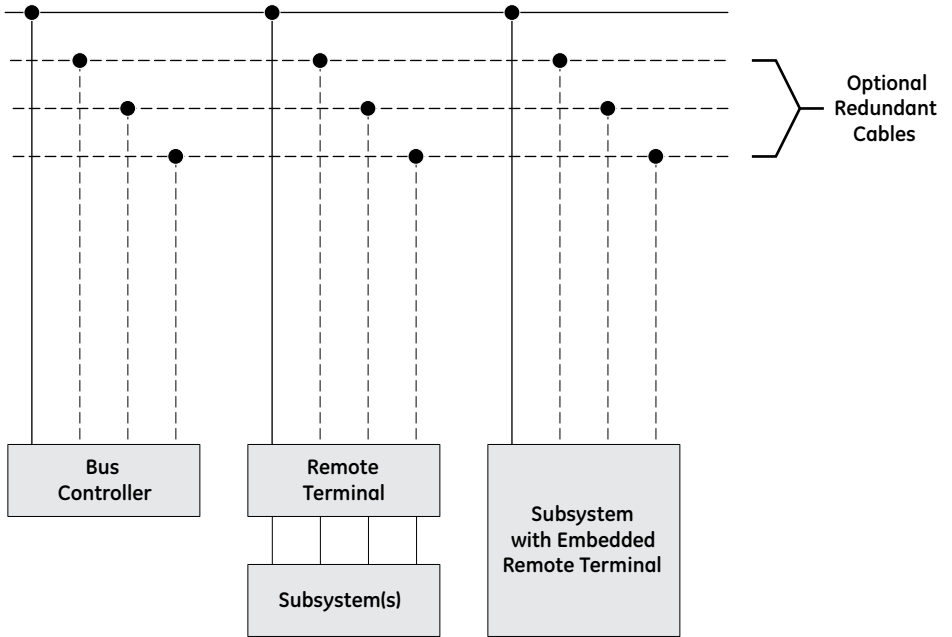 Optional
Redundant
Cables
Bus
Controller
Remote
Terminal
Subsystem
with Embedded
Remote Terminal
Subsystem(s)